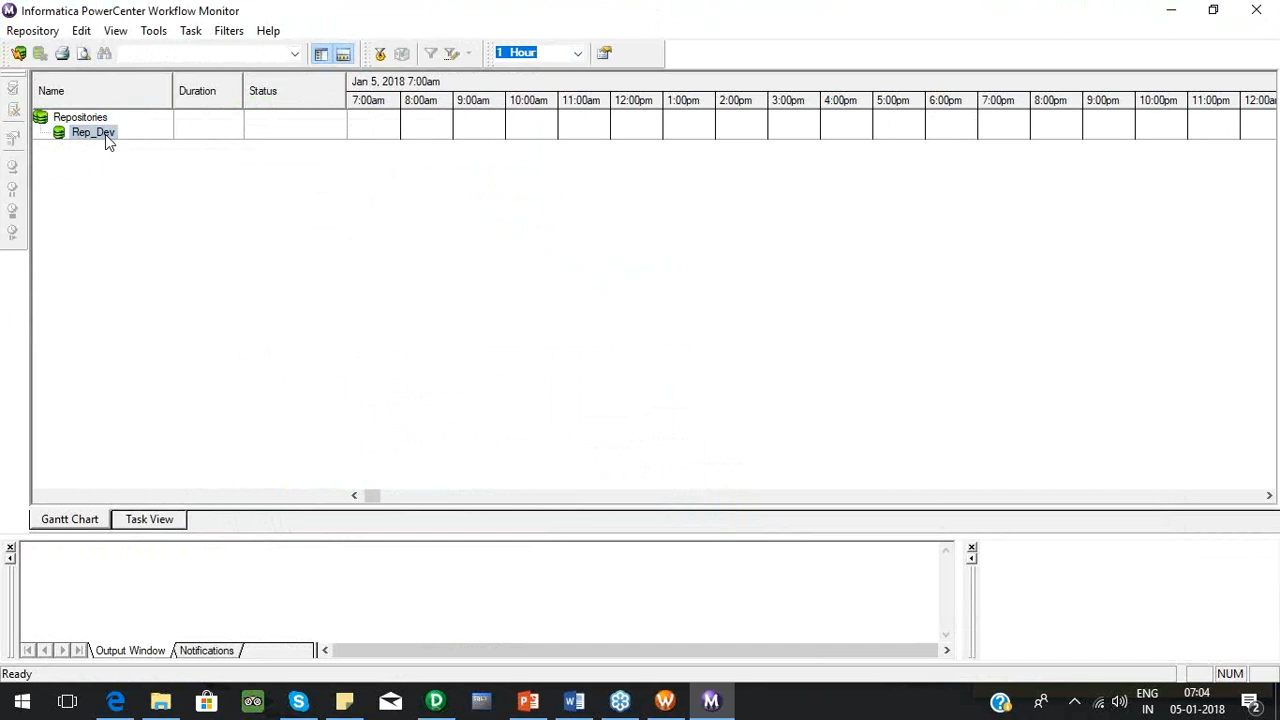 Informatica PowerCenter Workflow Monitor
Repository Edit View Tools Task Filters Help
1 Hour
Name Duration Status Jan 5, 2018 7:00am
7:00am 8:00am 9:00am 10:00am 11:00am 12:00pm 1:00pm 2:00pm 3:00pm 4:00pm 5:00pm 6:00pm 7:00pm 8:00pm 9:00pm 10:00pm 11:00pm 12:00a
Repositories
Rep_Dev
Gantt Chart Task View
Output Window Notifications
Ready NUM
ENG 07:04
IN 05-01-2018 2